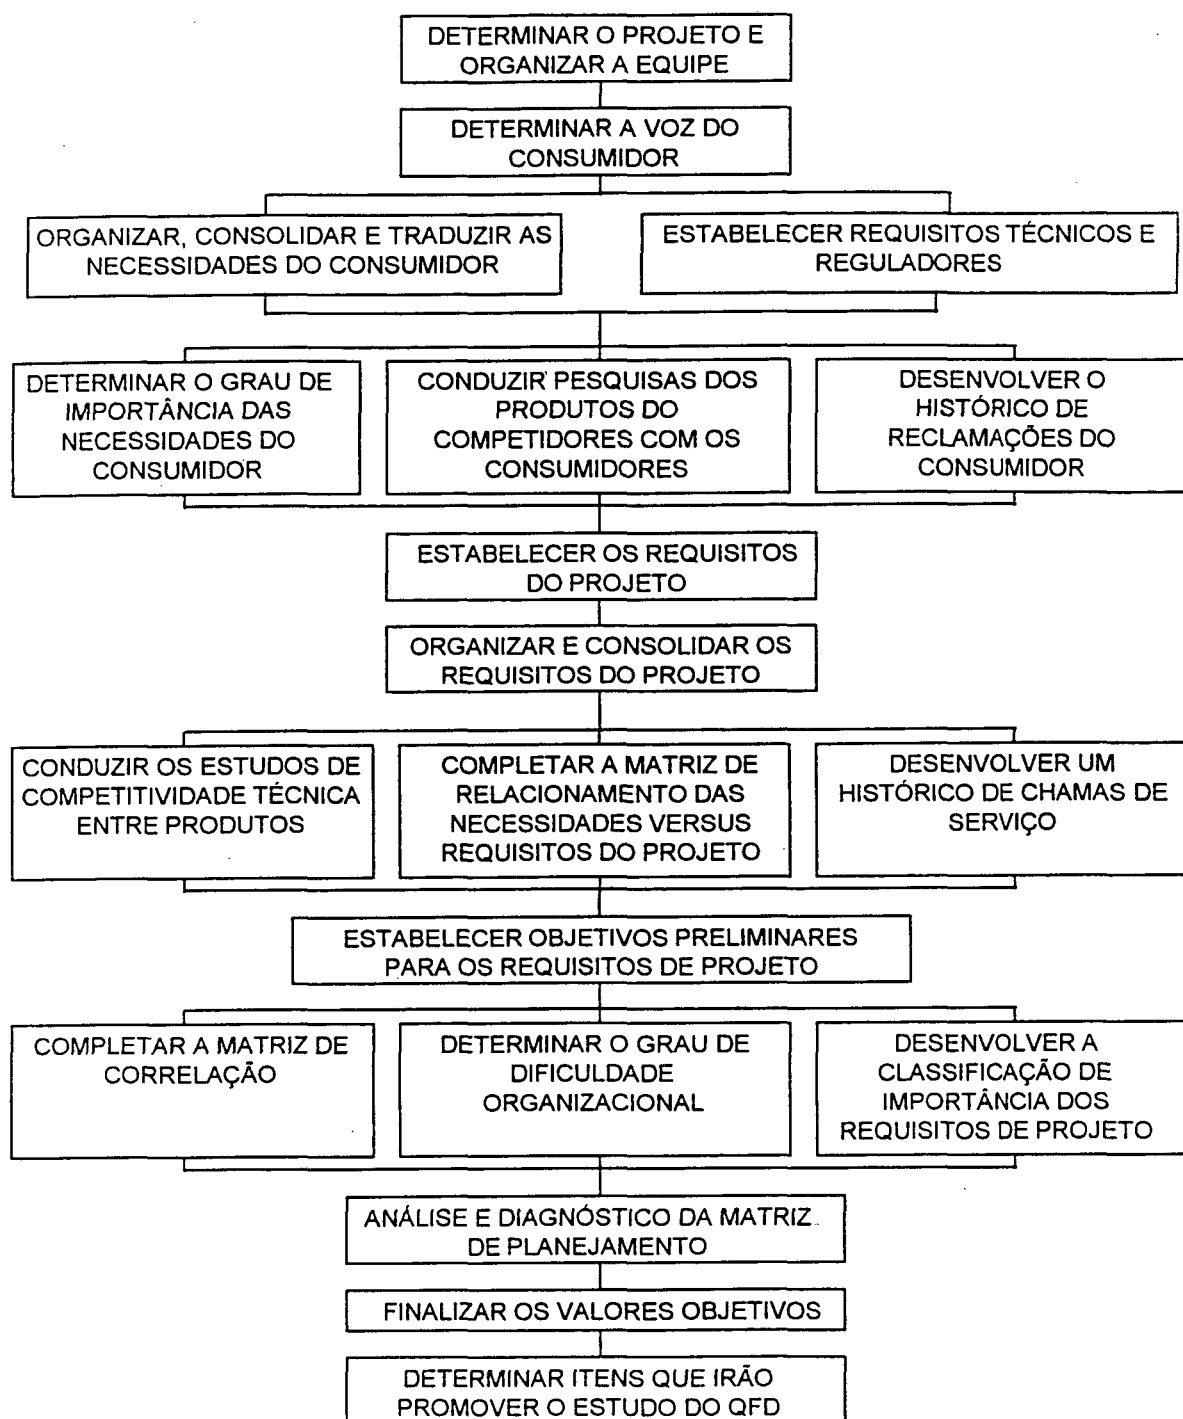 DETERMINAR O PROJETO E
ORGANIZAR A EQUIPE
DETERMINAR A VOZ DO
CONSUMIDOR
ORGANIZAR, CONSOLIDAR E TRADUZIR AS
NECESSIDADES DO CONSUMIDOR
ESTABELECER REQUISITOS TÉCNICOS E
REGULADORES
DETERMINAR O GRAU DE
IMPORTÂNCIA DAS
NECESSIDADES DO
CONSUMIDOR
CONDUZIR PESQUISAS DOS
PRODUTOS DO
COMPETIDORES COM OS
CONSUMIDORES
DESENVOLVER O
HISTÓRICO DE
RECLAMAÇÕES DO
CONSUMIDOR
ESTABELECER OS REQUISITOS
DO PROJETO
ORGANIZAR E CONSOLIDAR OS
REQUISITOS DO PROJETO
CONDUZIR OS ESTUDOS DE
COMPETITIVIDADE TÉCNICA
ENTRE PRODUTOS
COMPLETAR A MATRIZ DE
RELACIONAMENTO DAS
NECESSIDADES VERSUS
REQUISITOS DO PROJETO
DESENVOLVER UM
HISTÓRICO DE CHAMAS DE
SERVIÇO
ESTABELECER OBJETIVOS PRELIMINARES
PARA OS REQUISITOS DE PROJETO
COMPLETAR A MATRIZ DE
CORRELAÇÃO
DETERMINAR O GRAU DE
DIFICULDADE
ORGANIZACIONAL
DESENVOLVER A
CLASSIFICAÇÃO DE
IMPORTÂNCIA DOS
REQUISITOS DE PROJETO
ANÁLISE E DIAGNÓSTICO DA MATRIZ
DE PLANEJAMENTO
FINALIZAR OS VALORES OBJETIVOS
DETERMINAR ITENS QUE IRÃO
PROMOVER O ESTUDO DO QFD